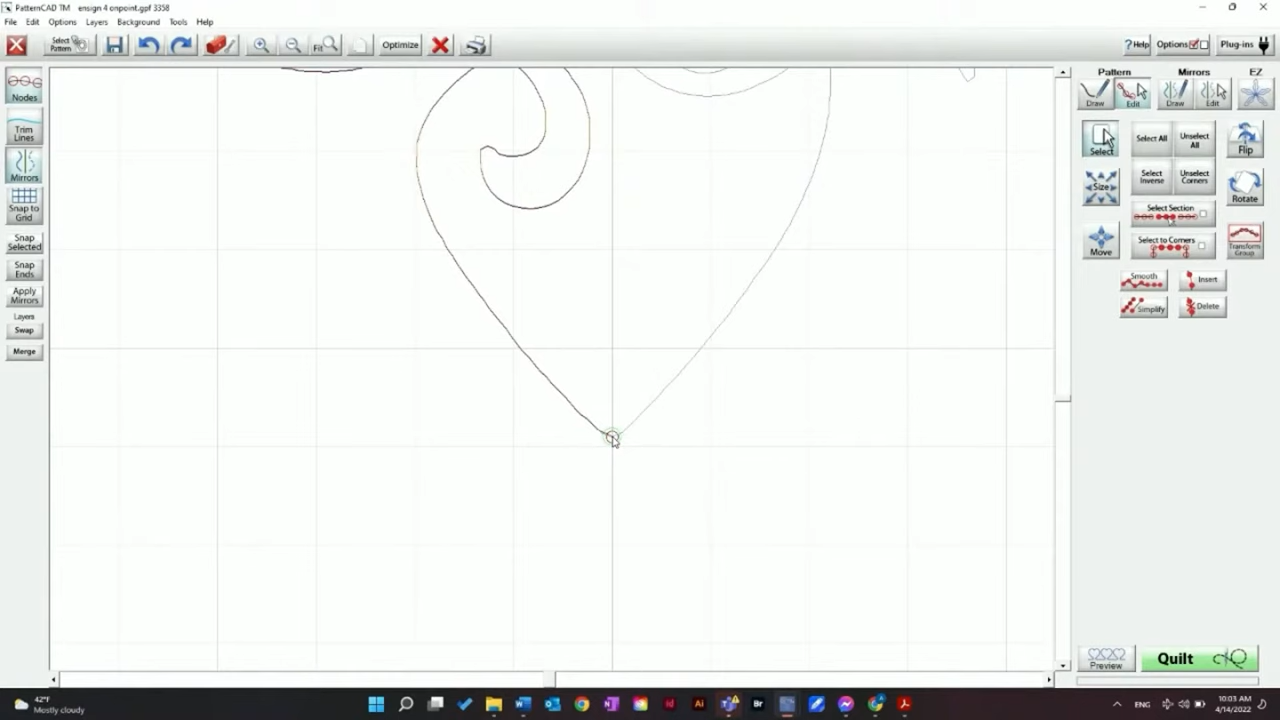 PatternCAD TM ensign 4 onpoint.gpf 3358
File Edit Options Layers Background Tools Help
Select
Pattern
Fit
Optimize
?Help
Options
Plug-ins
Pattern
Mirrors
EZ
Draw
Edit
Draw
Edit
Nodes
Trim
Lines
Mirrors
Snap to
Grid
Snap
Selected
Snap
Ends
Apply
Mirrors
Layers
Swap
Merge
Select
Select All
Unselect
All
Flip
Size
Select
Inverse
Unselect
Corners
Rotate
Select Section
Move
Select to Corners
Transform
Group
Smooth
Insert
Simplify
Delete
Preview
Quilt
42°F
Mostly cloudy
ENG
10:03 AM
4/14/2022